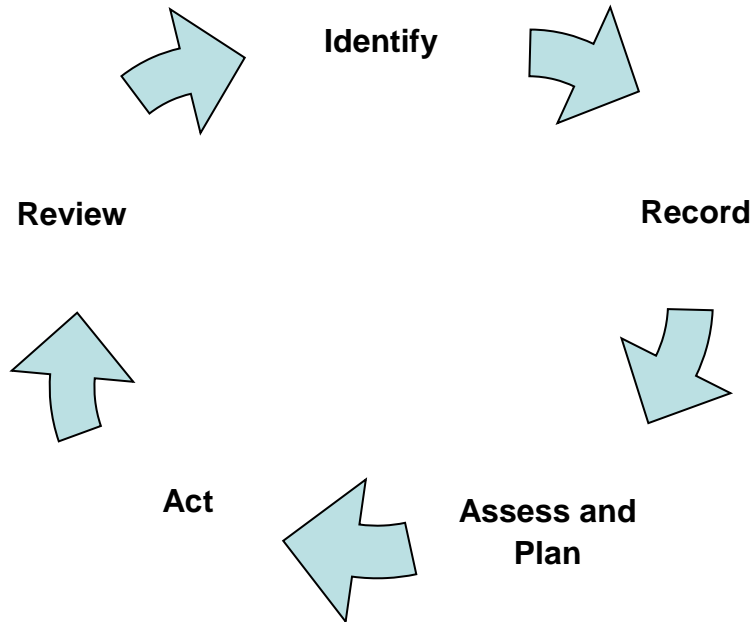 Identify
Record
Assess and
Plan
Act
Review